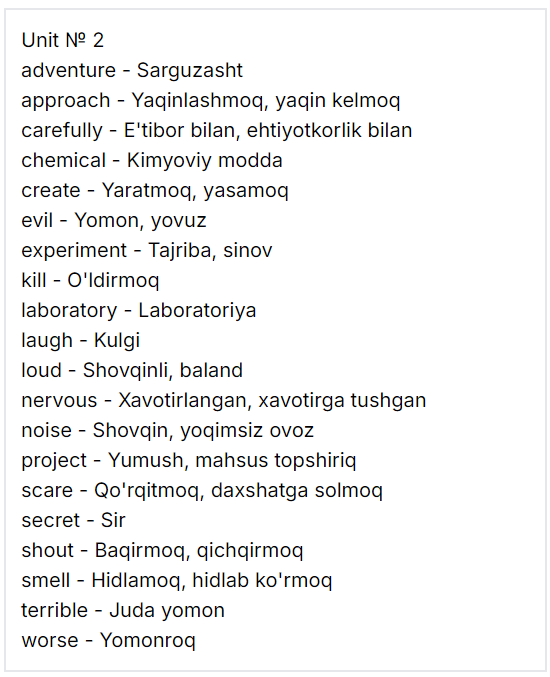 Unit № 2
adventure - Sarguzasht
approach - Yaqinlashmoq, yaqin kelmoq
carefully - E'tibor bilan, ehtiyotkorlik bilan
chemical - Kimyoviy modda
create - Yaratmoq, yasamoq
evil - Yomon, yovuz
experiment - Tajriba, sinov
kill - O'ldirmoq
laboratory - Laboratoriya
laugh - Kulgi
loud - Shovqinli, baland
nervous - Xavotirlangan, xavotirga tushgan
noise - Shovqin, yoqimsiz ovoz
project - Yumush, mahsus topshiriq
scare - Qo'rqitmoq, daxshatga solmoq
secret - Sir
shout - Baqirmoq, qichqirmoq
smell - Hidlamoq, hidlab ko'rmoq
terrible - Juda yomon
worse - Yomonroq